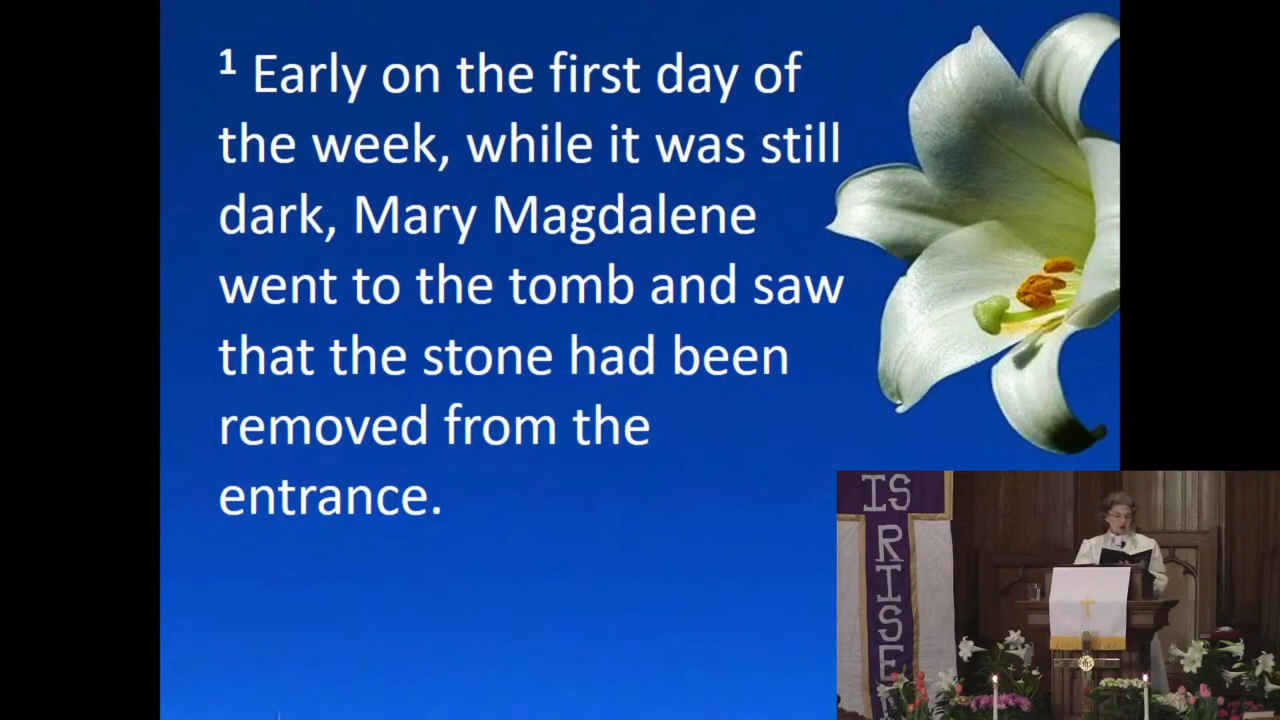 1 Early on the first day of
the week, while it was still
dark, Mary Magdalene
went to the tomb and saw
that the stone had been
removed from the
entrance.
IS
RISE